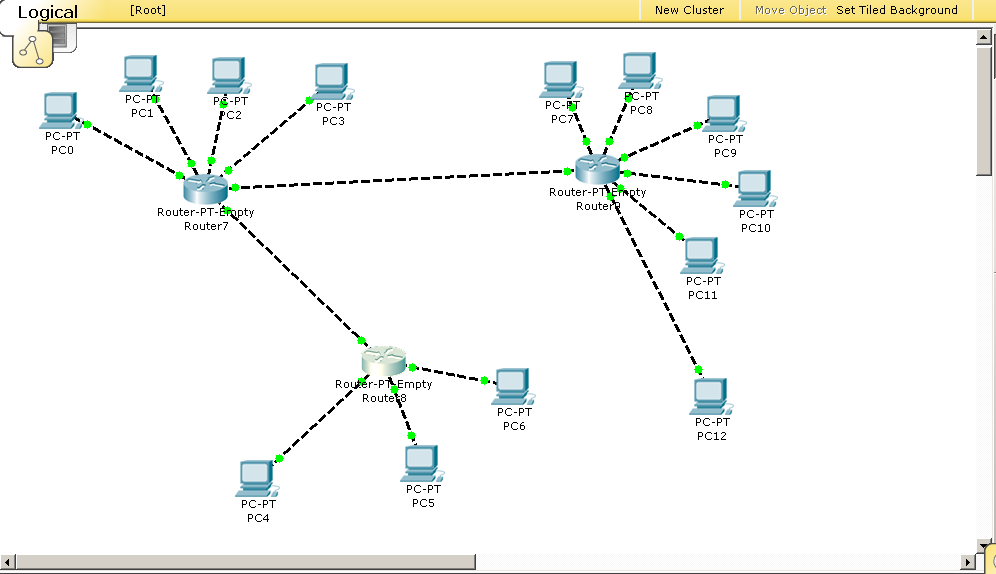 Logical
[Root]
New Cluster
Move Object
Set Tiled Background
PC-PT
PC0
PC-PT
PC1
PC-PT
PC2
PC-PT
PC3
PC-PT
PC7
PC-PT
PC8
PC-PT
PC9
PC-PT
PC10
PC-PT
PC11
PC-PT
PC12
Router-PT-Empty
Router7
Router-PT-Empty
Router9
Router-PT-Empty
Router8
PC-PT
PC6
PC-PT
PC5
PC-PT
PC4